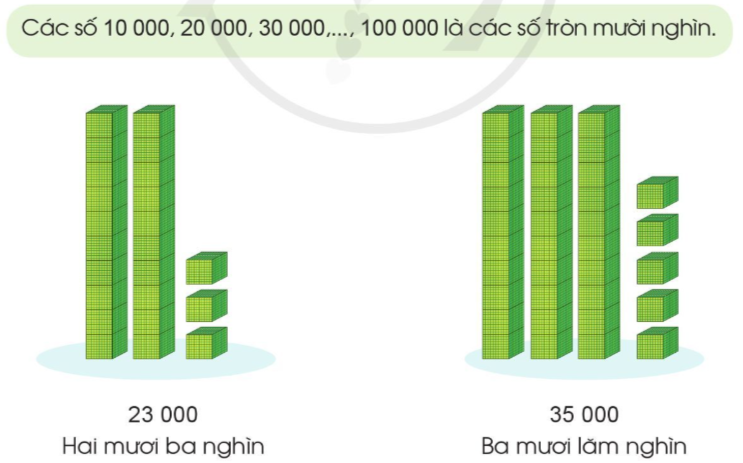 Các số 10 000, 20 000, 30 000,..., 100 000 là các số tròn mười nghìn.
23 000
Hai mươi ba nghìn
35 000
Ba mươi lăm nghìn